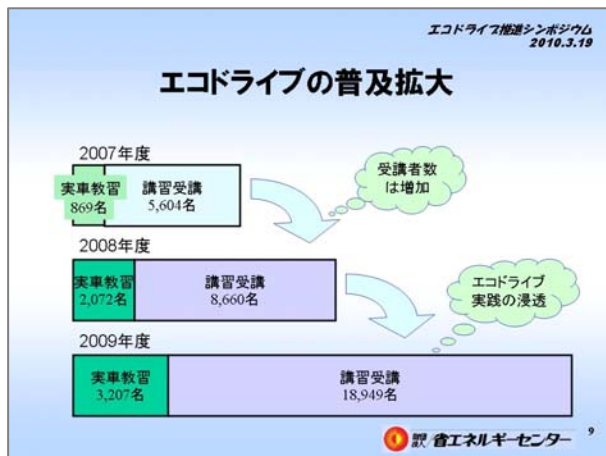 エコドライブ推進シンポジウム
2010.3.19
エコドライブの普及拡大
2007年度
実車教習
869名
講習受講
5,604名
受講者数
は増加
2008年度
実車教習
2,072名
講習受講
8,660名
エコドライブ
実践の浸透
2009年度
実車教習
3,207名
講習受講
18,949名
省エネルギーセンター
9